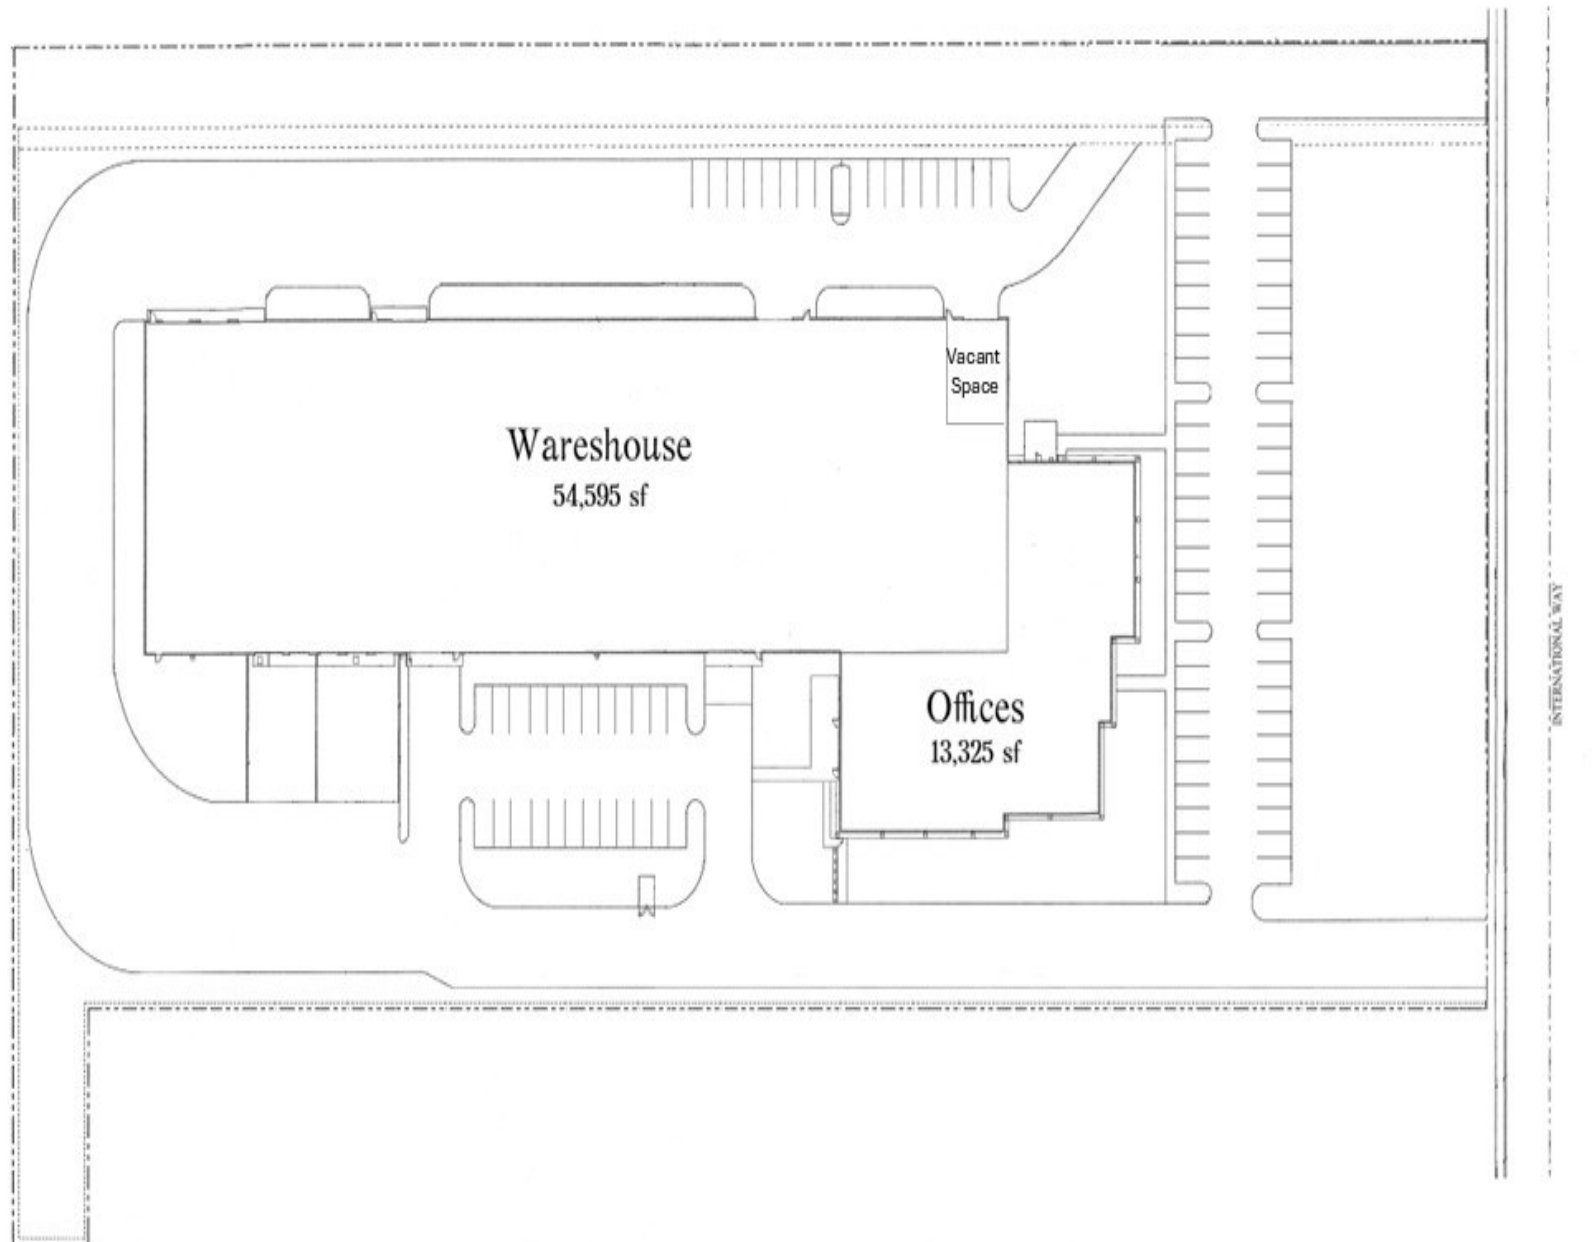 Vacant
Space
Wareshouse
54,595 sf
Offices
13,325 sf
INTERNATIONAL WAY